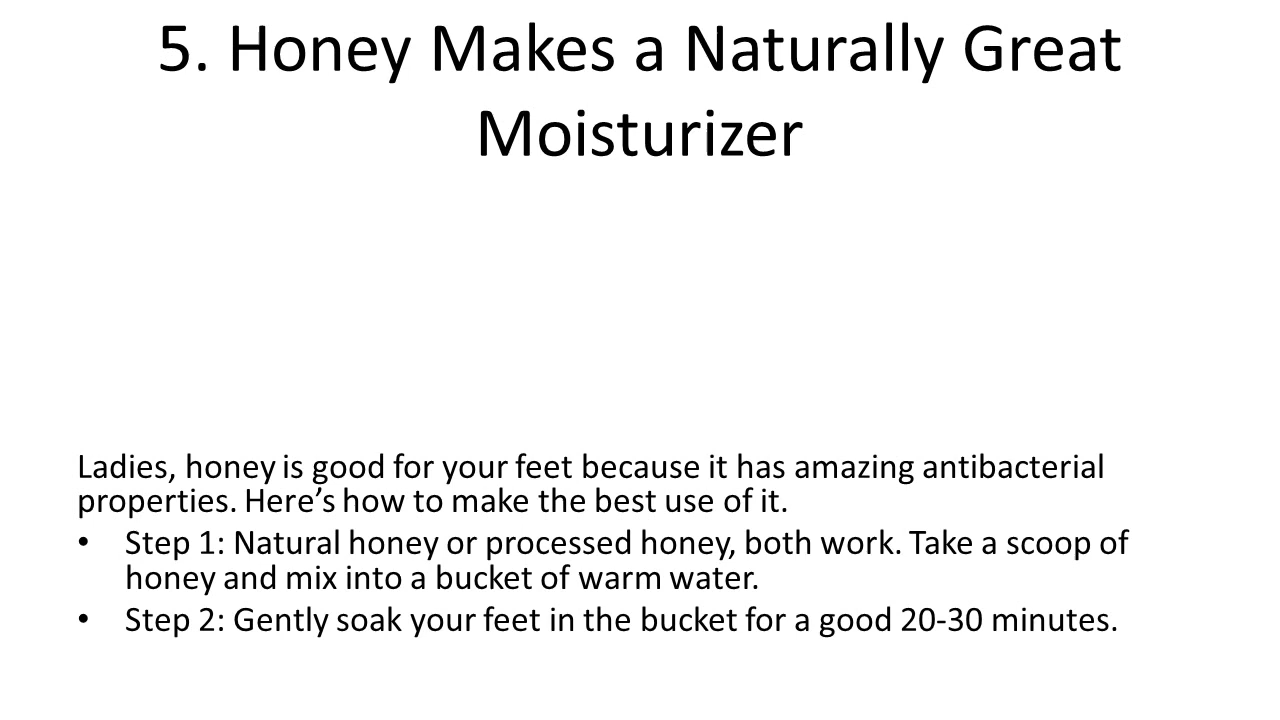 5. Honey Makes a Naturally Great
Moisturizer
Ladies, honey is good for your feet because it has amazing antibacterial
properties. Here’s how to make the best use of it.
• Step 1: Natural honey or processed honey, both work. Take a scoop of
honey and mix into a bucket of warm water.
• Step 2: Gently soak your feet in the bucket for a good 20-30 minutes.